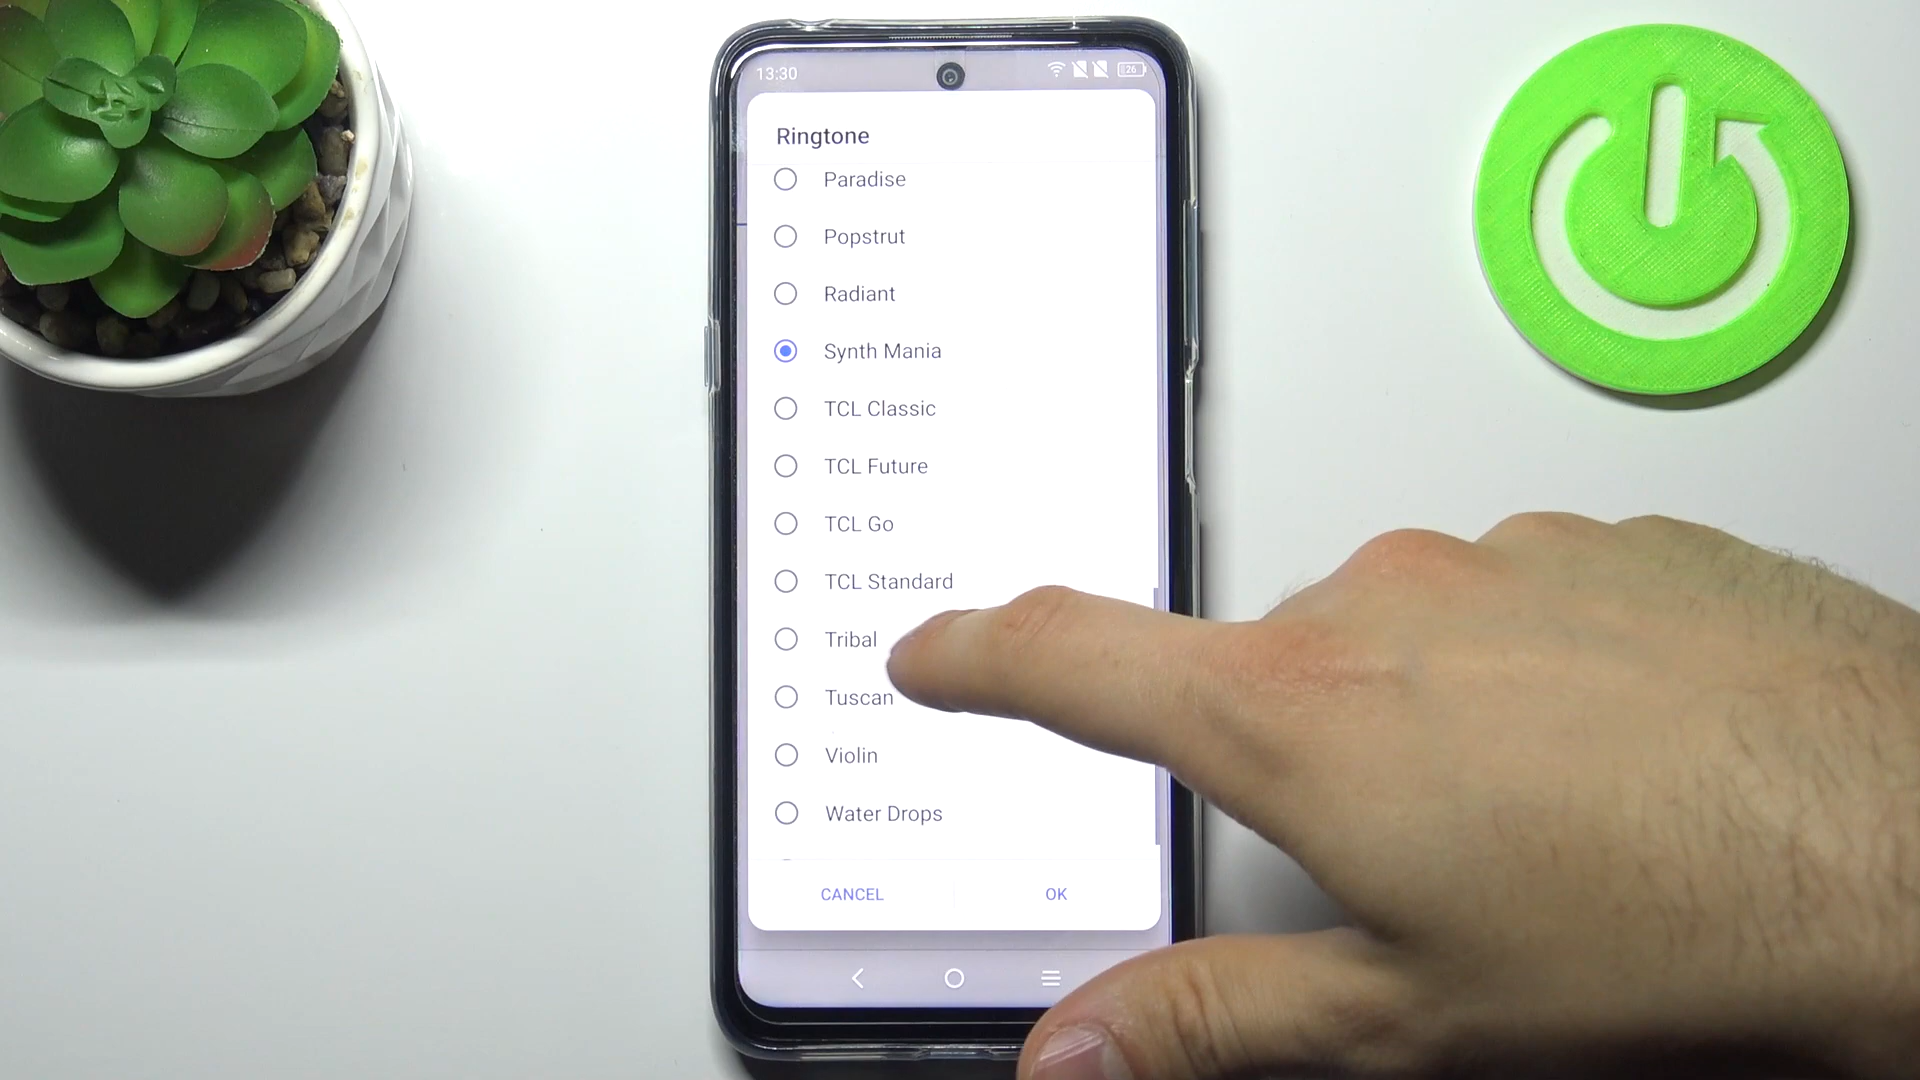 13:30
26
Ringtone
Paradise
Popstrut
Radiant
Synth Mania
TCL Classic
TCL Future
TCL Go
TCL Standard
Tribal
Tuscan
Violin
Water Drops
CANCEL
OK